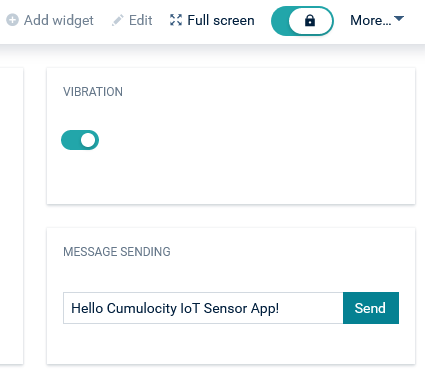 Add widget Edit Full screen More...
VIBRATION
MESSAGE SENDING
Hello Cumulocity IoT Sensor App! Send